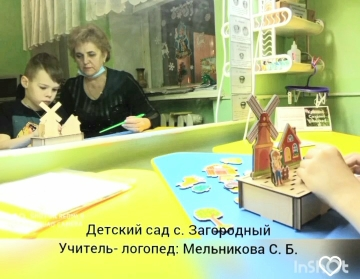 Детский сад с. Загородный
Учитель- логопед: Мельникова С. Б.
InShot